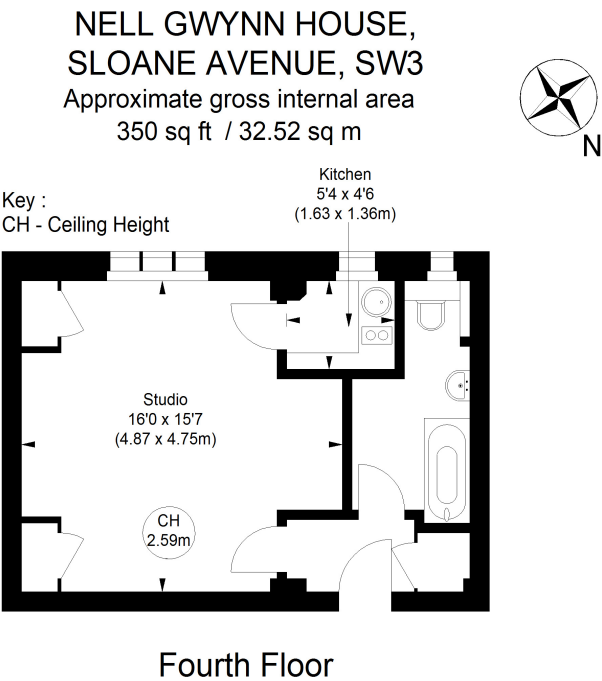 NELL GWYNN HOUSE,
SLOANE AVENUE, SW3
Approximate gross internal area
350 sq ft / 32.52 sq m
N
Key :
CH - Ceiling Height
Kitchen
5'4 x 4'6
(1.63 x 1.36m)
Studio
16'0 x 15'7
(4.87 x 4.75m)
CH
2.59m
Fourth Floor